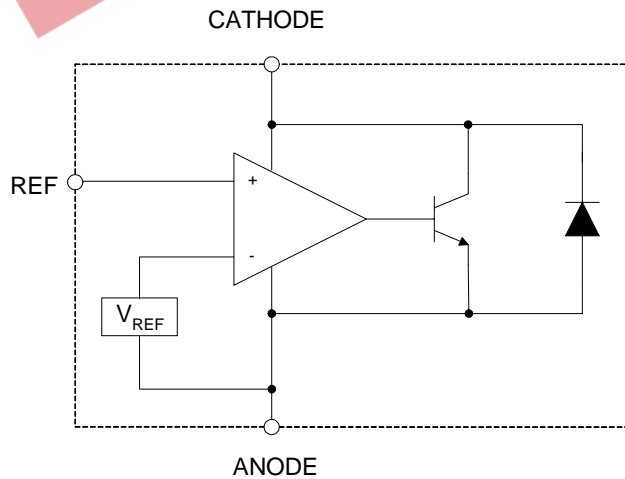 CATHODE
REF
+
-
VREF
ANODE